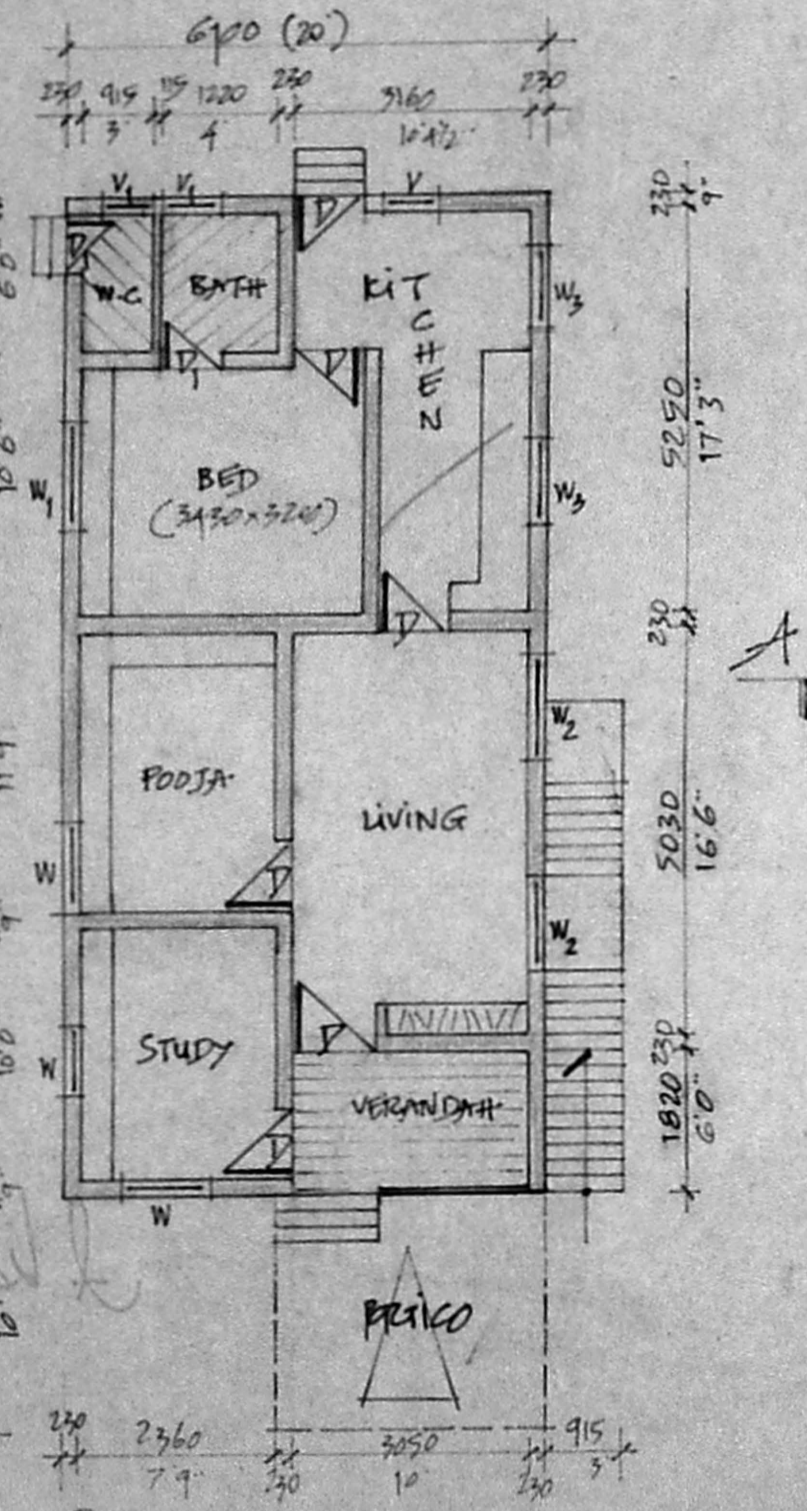 6100 (20')
230 915 115 1220 230 3160 230
3' 4' 10'4½"
V₁ V₁ V
D D
W.C BATH KITCHEN
W₃
230
9"
D₁ D
BED
(3430×3200)
W₁
W₃
5250
17'3"
D
230
A
W₂
POOJA
LIVING
5030
16'6"
W
D
W₂
STUDY
D
W
VERANDAH
230
1820
6'0"
D
W
PORTICO
230 2360 230 3050 230 915
7'9" 10' 3'